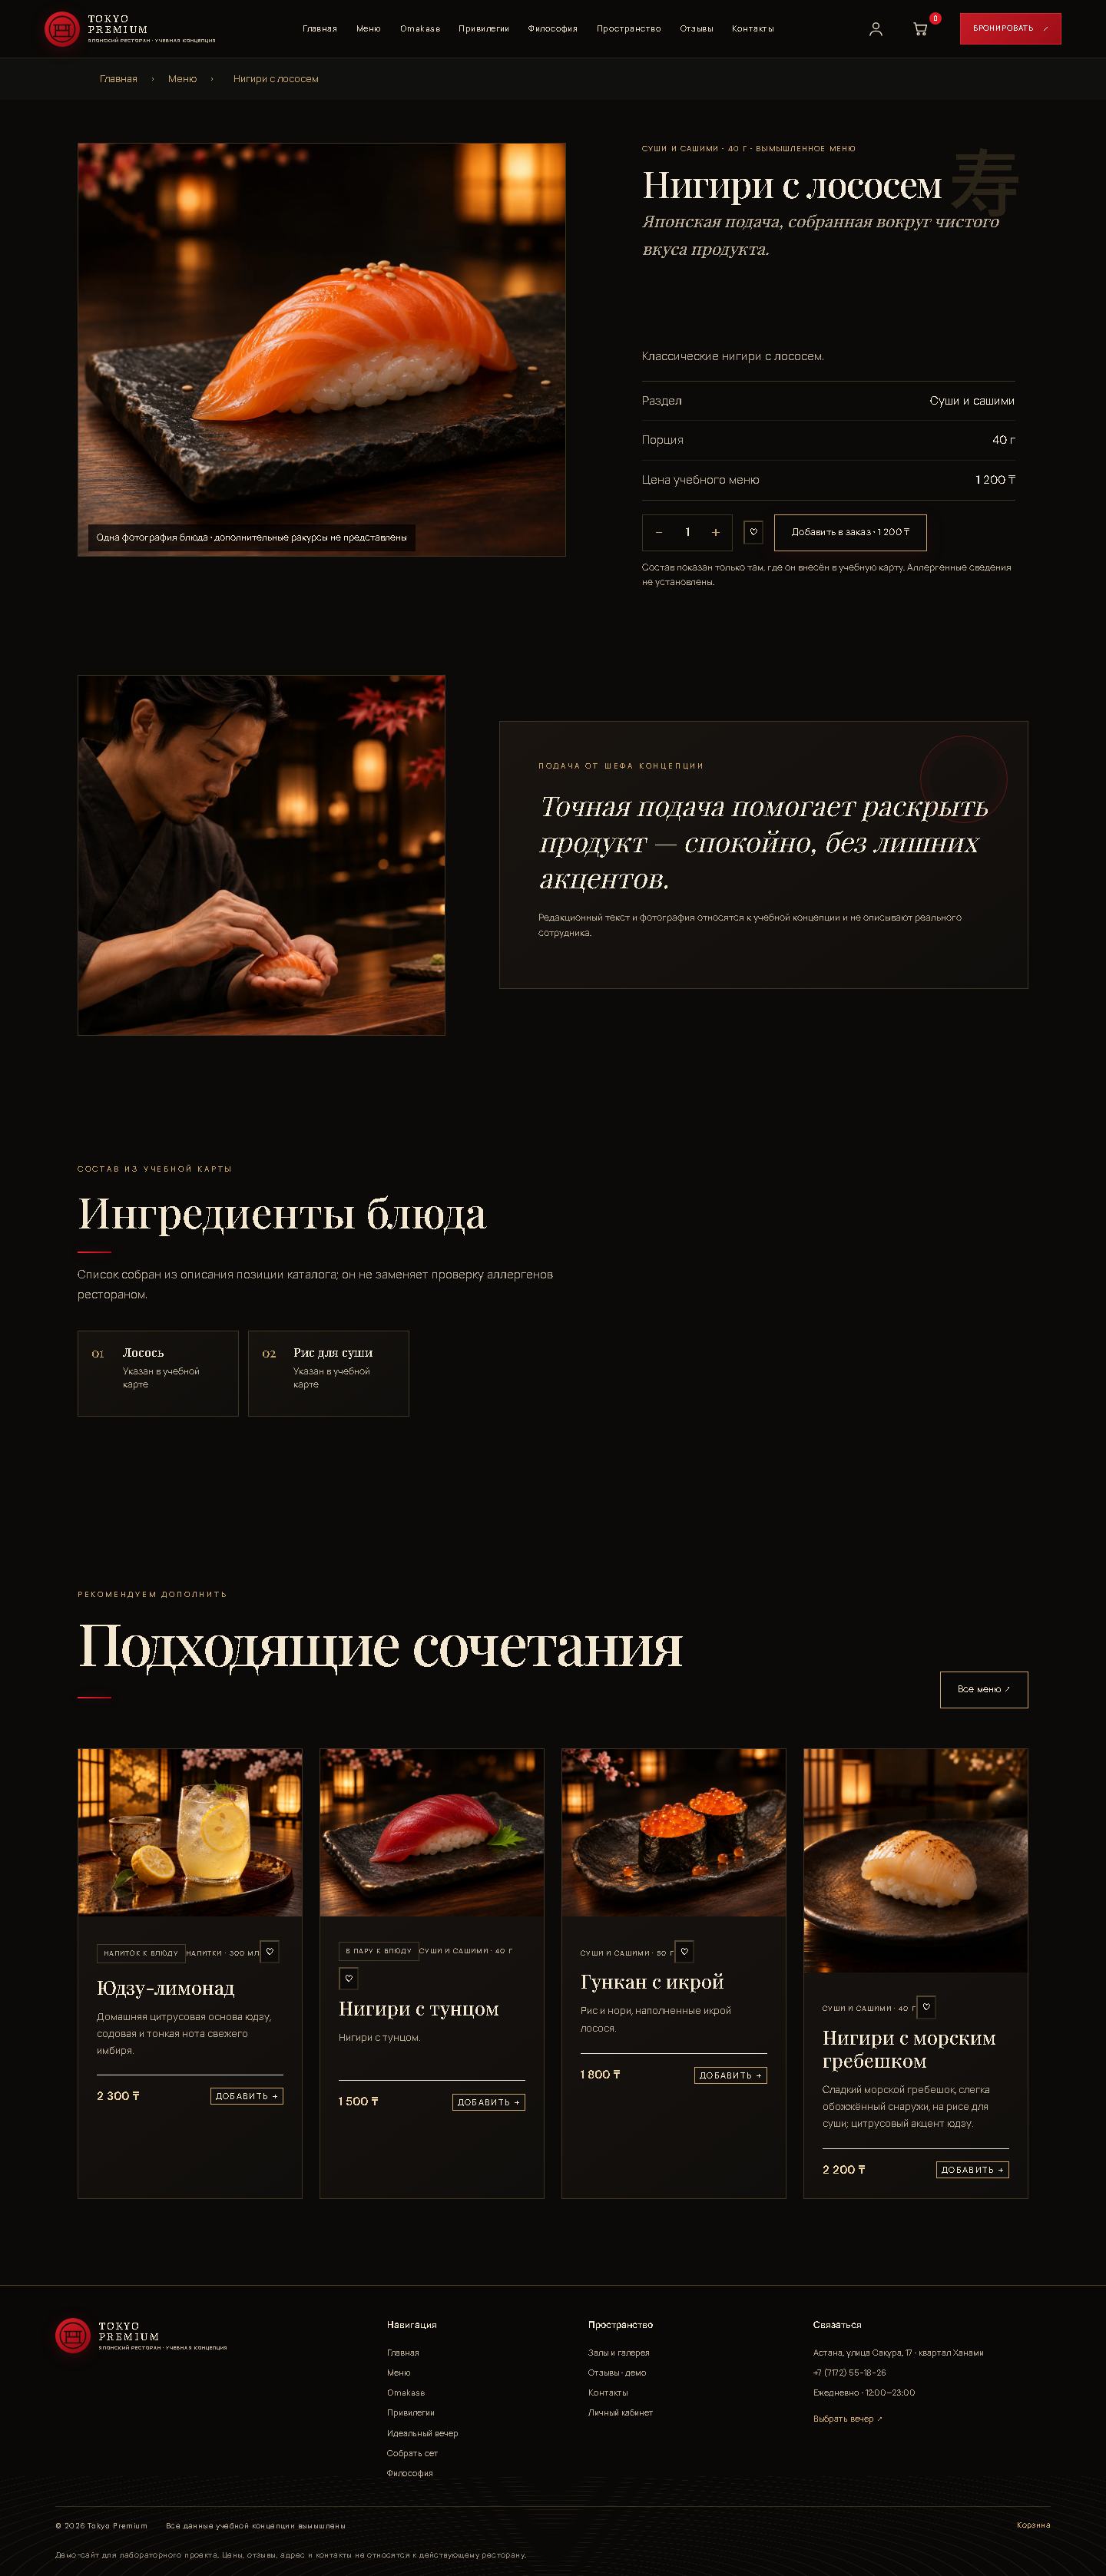 TOKYO
PREMIUM
ЯПОНСКИЙ РЕСТОРАН · УЧЕБНАЯ КОНЦЕПЦИЯ
Главная Меню Omakase Привилегии Философия Пространство Отзывы Контакты
0
БРОНИРОВАТЬ ↗
Главная › Меню › Нигири с лососем
СУШИ И САШИМИ · 40 Г · ВЫМЫШЛЕННОЕ МЕНЮ
Нигири с лососем
寿
Японская подача, собранная вокруг чистого
вкуса продукта.
Классические нигири с лососем.
Раздел Суши и сашими
Порция 40 г
Цена учебного меню 1 200 ₸
− 1 + ♡ Добавить в заказ · 1 200 ₸
Состав показан только там, где он внесён в учебную карту. Аллергенные сведения
не установлены.
Одна фотография блюда · дополнительные ракурсы не представлены
ПОДАЧА ОТ ШЕФА КОНЦЕПЦИИ
Точная подача помогает раскрыть
продукт — спокойно, без лишних
акцентов.
Редакционный текст и фотография относятся к учебной концепции и не описывают реального
сотрудника.
СОСТАВ ИЗ УЧЕБНОЙ КАРТЫ
Ингредиенты блюда
Список собран из описания позиции каталога; он не заменяет проверку аллергенов
рестораном.
01 Лосось
Указан в учебной
карте
02 Рис для суши
Указан в учебной
карте
РЕКОМЕНДУЕМ ДОПОЛНИТЬ
Подходящие сочетания
Все меню ↗
НАПИТОК К БЛЮДУ НАПИТКИ · 300 МЛ ♡
Юдзу-лимонад
Домашняя цитрусовая основа юдзу,
содовая и тонкая нота свежего
имбиря.
2 300 ₸ ДОБАВИТЬ +
В ПАРУ К БЛЮДУ СУШИ И САШИМИ · 40 Г
♡
Нигири с тунцом
Нигири с тунцом.
1 500 ₸ ДОБАВИТЬ +
СУШИ И САШИМИ · 50 Г ♡
Гункан с икрой
Рис и нори, наполненные икрой
лосося.
1 800 ₸ ДОБАВИТЬ +
СУШИ И САШИМИ · 40 Г ♡
Нигири с морским
гребешком
Сладкий морской гребешок, слегка
обожжённый снаружи, на рисе для
суши; цитрусовый акцент юдзу.
2 200 ₸ ДОБАВИТЬ +
TOKYO
PREMIUM
ЯПОНСКИЙ РЕСТОРАН · УЧЕБНАЯ КОНЦЕПЦИЯ
Навигация
Главная
Меню
Omakase
Привилегии
Идеальный вечер
Собрать сет
Философия
Пространство
Залы и галерея
Отзывы · демо
Контакты
Личный кабинет
Связаться
Астана, улица Сакура, 17 · квартал Ханами
+7 (7172) 55-18-26
Ежедневно · 12:00–23:00
Выбрать вечер ↗
© 2026 Tokyo Premium Все данные учебной концепции вымышлены Корзина
Демо-сайт для лабораторного проекта. Цены, отзывы, адрес и контакты не относятся к действующему ресторану.